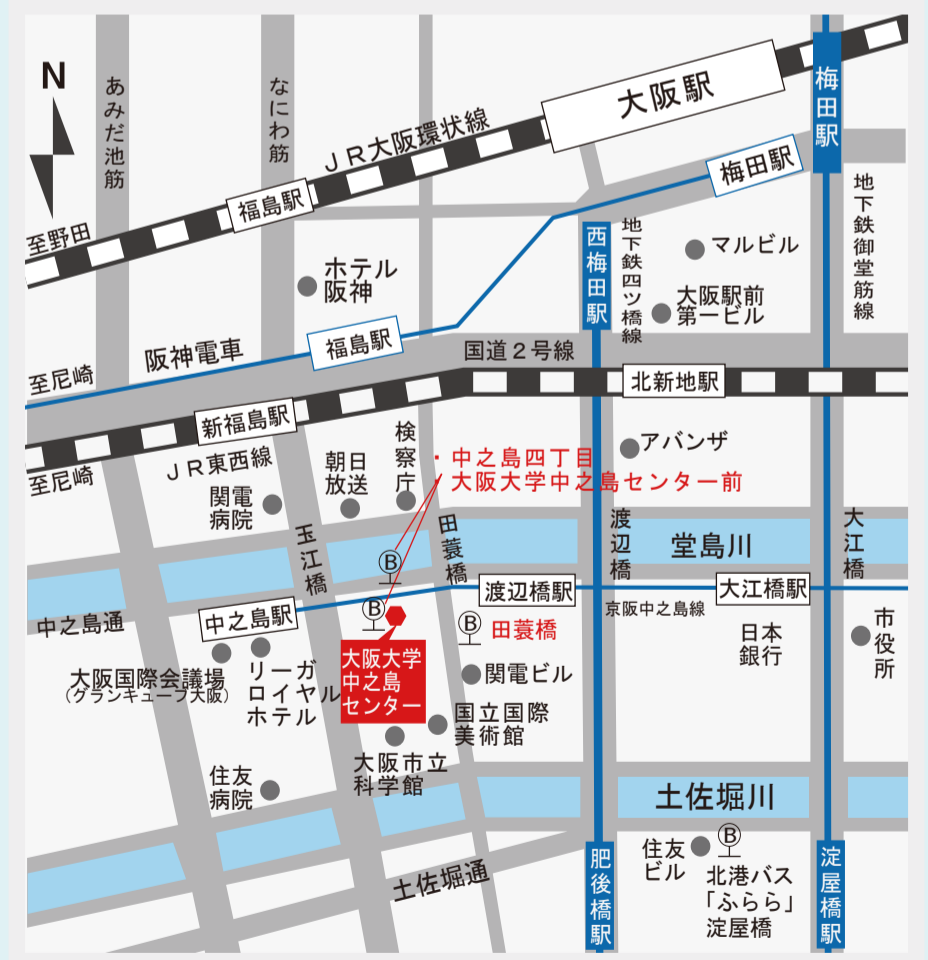 N
あみだ池筋
なにわ筋
ＪＲ大阪環状線
大阪駅
梅田駅
福島駅
梅田駅
至野田
地下鉄御堂筋線
西梅田駅
地下鉄四ツ橋線
マルビル
ホテル
阪神
大阪駅前
第一ビル
福島駅
阪神電車
国道２号線
至尼崎
北新地駅
新福島駅
検察庁
アバンザ
ＪＲ東西線
朝日
放送
・中之島四丁目
・大阪大学中之島センター前
至尼崎
関電
病院
玉江橋
田蓑橋
渡辺橋
堂島川
大江橋
B
中之島駅
渡辺橋駅
大江橋駅
京阪中之島線
中之島通
B
B
田蓑橋
日本
銀行
市役所
大阪国際会議場
（グランキューブ大阪）
リーガ
ロイヤル
ホテル
大阪大学
中之島
センター
関電ビル
国立国際
美術館
大阪市立
科学館
住友
病院
土佐堀川
土佐堀通
肥後橋駅
住友
ビル
B
北港バス
「ふらら」
淀屋橋
淀屋橋駅